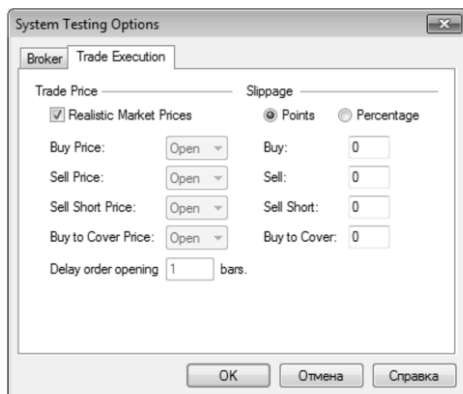 System Testing Options
Broker Trade Execution
Trade Price Slippage
Realistic Market Prices Points Percentage
Buy Price: Open Buy: 0
Sell Price: Open Sell: 0
Sell Short Price: Open Sell Short: 0
Buy to Cover Price: Open Buy to Cover: 0
Delay order opening 1 bars.
OK Отмена Справка